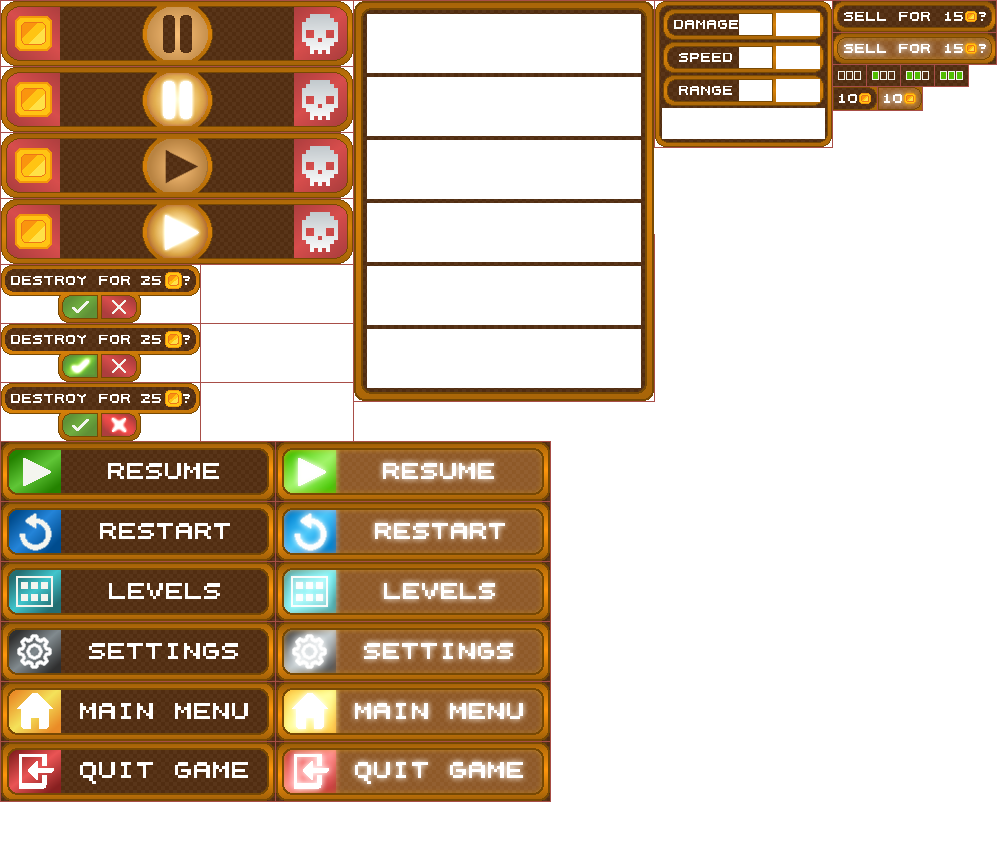 DAMAGE
SPEED
RANGE
SELL FOR 15?
SELL FOR 15?
10 10
DESTROY FOR 25?
DESTROY FOR 25?
DESTROY FOR 25?
RESUME RESUME
RESTART RESTART
LEVELS LEVELS
SETTINGS SETTINGS
MAIN MENU MAIN MENU
QUIT GAME QUIT GAME